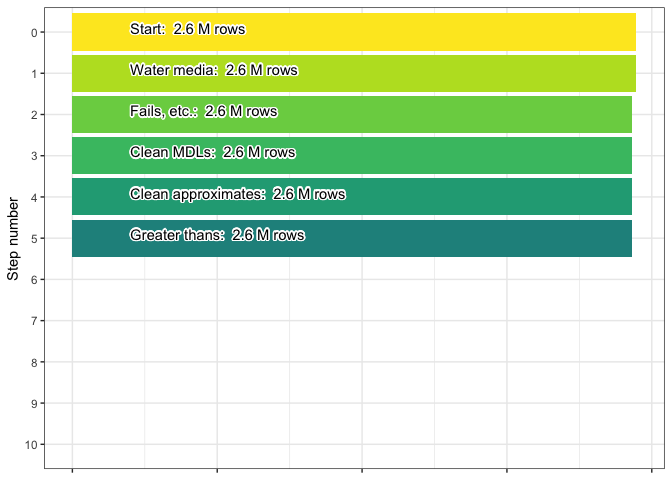 0
Start:  2.6 M rows
1
Water media:  2.6 M rows
2
Fails, etc.:  2.6 M rows
3
Clean MDLs:  2.6 M rows
4
Clean approximates:  2.6 M rows
5
Greater thans:  2.6 M rows
6
7
8
9
10
Step number